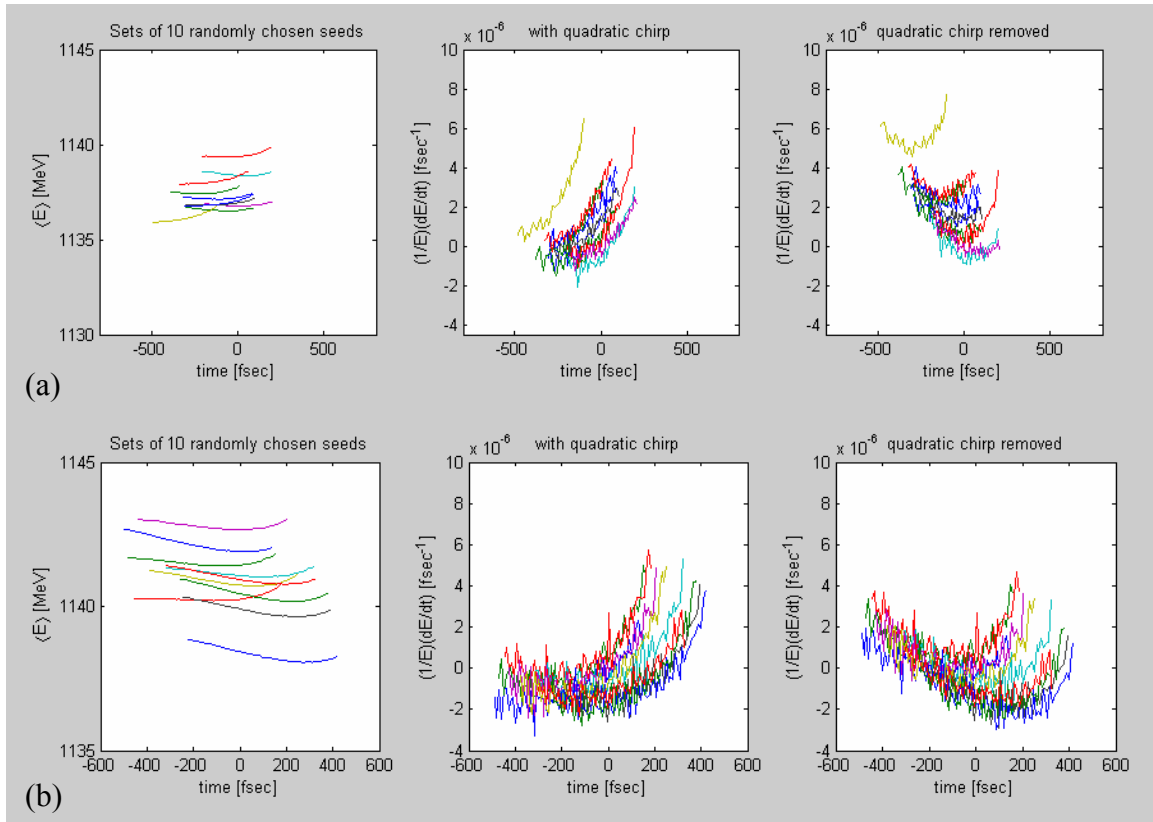 Sets of 10 randomly chosen seeds
1145
1140
1135
1130
⟨E⟩ [MeV]
-500 0 500
time [fsec]
(a)
with quadratic chirp
x 10⁻⁶
10
8
6
4
2
0
-2
-4
(1/E)(dE/dt) [fsec⁻¹]
-500 0 500
time [fsec]
quadratic chirp removed
x 10⁻⁶
10
8
6
4
2
0
-2
-4
(1/E)(dE/dt) [fsec⁻¹]
-500 0 500
time [fsec]
Sets of 10 randomly chosen seeds
1145
1140
1135
⟨E⟩ [MeV]
-600 -400 -200 0 200 400 600
time [fsec]
(b)
with quadratic chirp
x 10⁻⁶
10
8
6
4
2
0
-2
-4
(1/E)(dE/dt) [fsec⁻¹]
-600 -400 -200 0 200 400 600
time [fsec]
quadratic chirp removed
x 10⁻⁶
10
8
6
4
2
0
-2
-4
(1/E)(dE/dt) [fsec⁻¹]
-600 -400 -200 0 200 400 600
time [fsec]